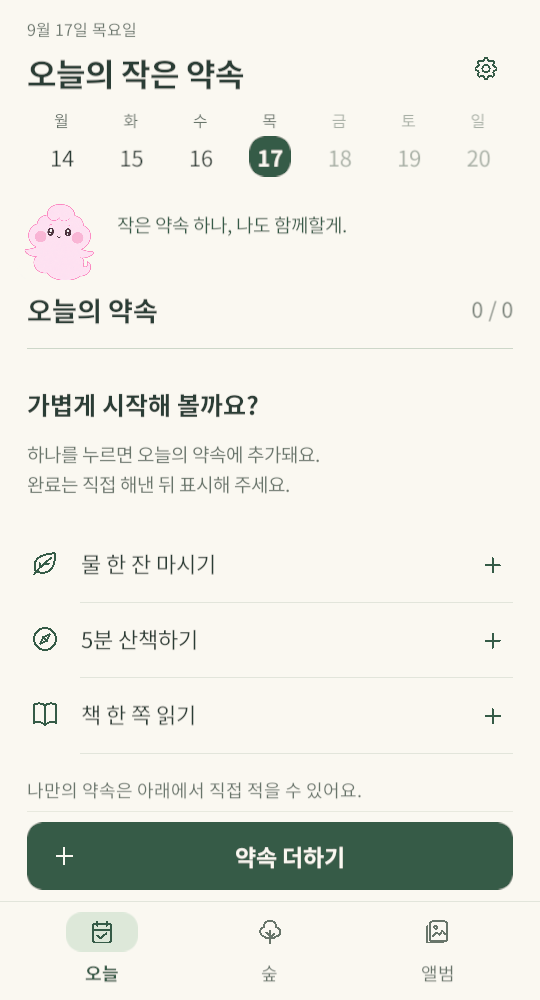 9월 17일 목요일
오늘의 작은 약속
월 화 수 목 금 토 일
14 15 16 17 18 19 20
작은 약속 하나, 나도 함께할게.
오늘의 약속 0 / 0
가볍게 시작해 볼까요?
하나를 누르면 오늘의 약속에 추가돼요.
완료는 직접 해낸 뒤 표시해 주세요.
물 한 잔 마시기
5분 산책하기
책 한 쪽 읽기
나만의 약속은 아래에서 직접 적을 수 있어요.
약속 더하기
오늘 숲 앨범